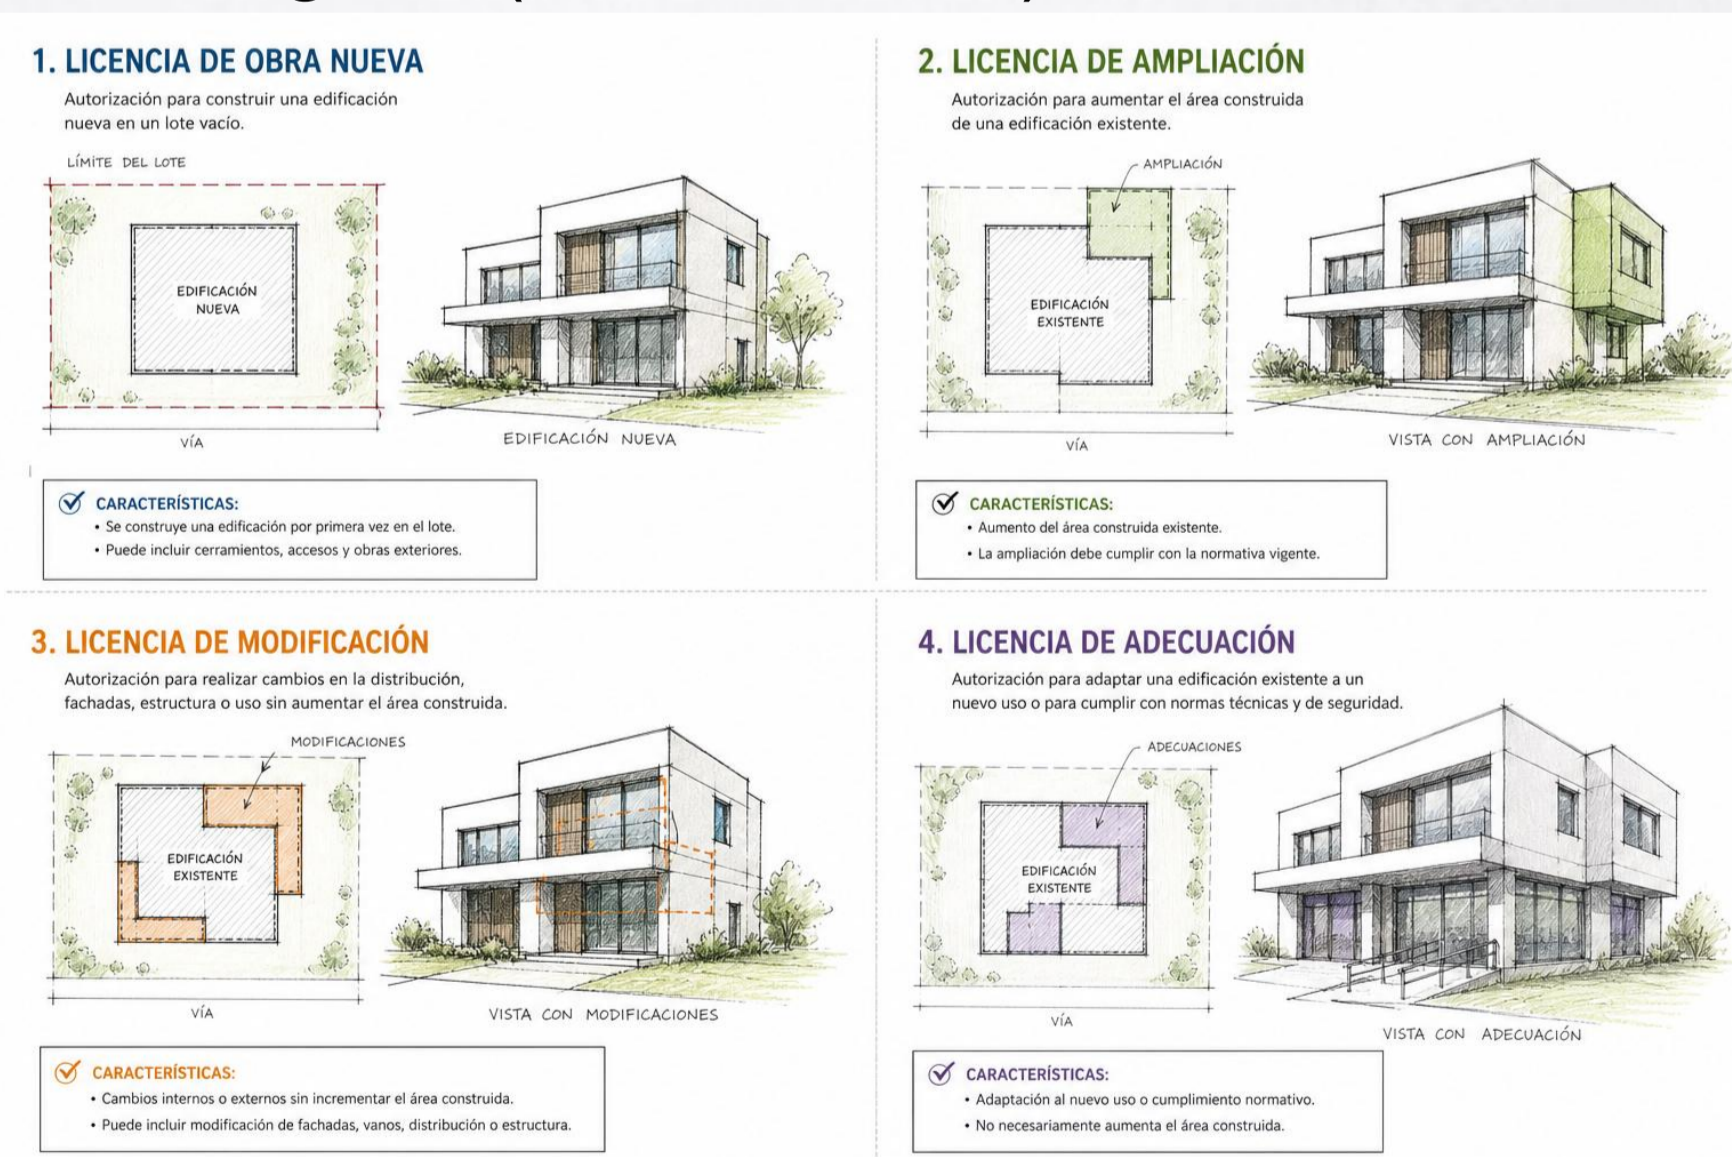 1. LICENCIA DE OBRA NUEVA
Autorización para construir una edificación
nueva en un lote vacío.
LÍMITE DEL LOTE
EDIFICACIÓN
NUEVA
VÍA
EDIFICACIÓN NUEVA
CARACTERÍSTICAS:
• Se construye una edificación por primera vez en el lote.
• Puede incluir cerramientos, accesos y obras exteriores.
2. LICENCIA DE AMPLIACIÓN
Autorización para aumentar el área construida
de una edificación existente.
AMPLIACIÓN
EDIFICACIÓN
EXISTENTE
VÍA
VISTA CON AMPLIACIÓN
CARACTERÍSTICAS:
• Aumento del área construida existente.
• La ampliación debe cumplir con la normativa vigente.
3. LICENCIA DE MODIFICACIÓN
Autorización para realizar cambios en la distribución,
fachadas, estructura o uso sin aumentar el área construida.
MODIFICACIONES
EDIFICACIÓN
EXISTENTE
VÍA
VISTA CON MODIFICACIONES
CARACTERÍSTICAS:
• Cambios internos o externos sin incrementar el área construida.
• Puede incluir modificación de fachadas, vanos, distribución o estructura.
4. LICENCIA DE ADECUACIÓN
Autorización para adaptar una edificación existente a un
nuevo uso o para cumplir con normas técnicas y de seguridad.
ADECUACIONES
EDIFICACIÓN
EXISTENTE
VÍA
VISTA CON ADECUACIÓN
CARACTERÍSTICAS:
• Adaptación al nuevo uso o cumplimiento normativo.
• No necesariamente aumenta el área construida.